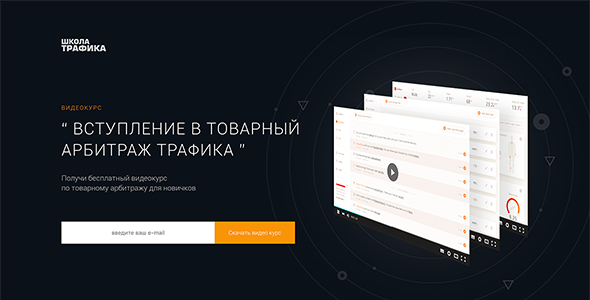 ШКОЛА
ТРАФИКА
ВИДЕОКУРС
“ ВСТУПЛЕНИЕ В ТОВАРНЫЙ
АРБИТРАЖ ТРАФИКА ”
Получи бесплатный видеокурс
по товарному арбитражу для новичков
введите ваш e-mail
Скачать видео курс